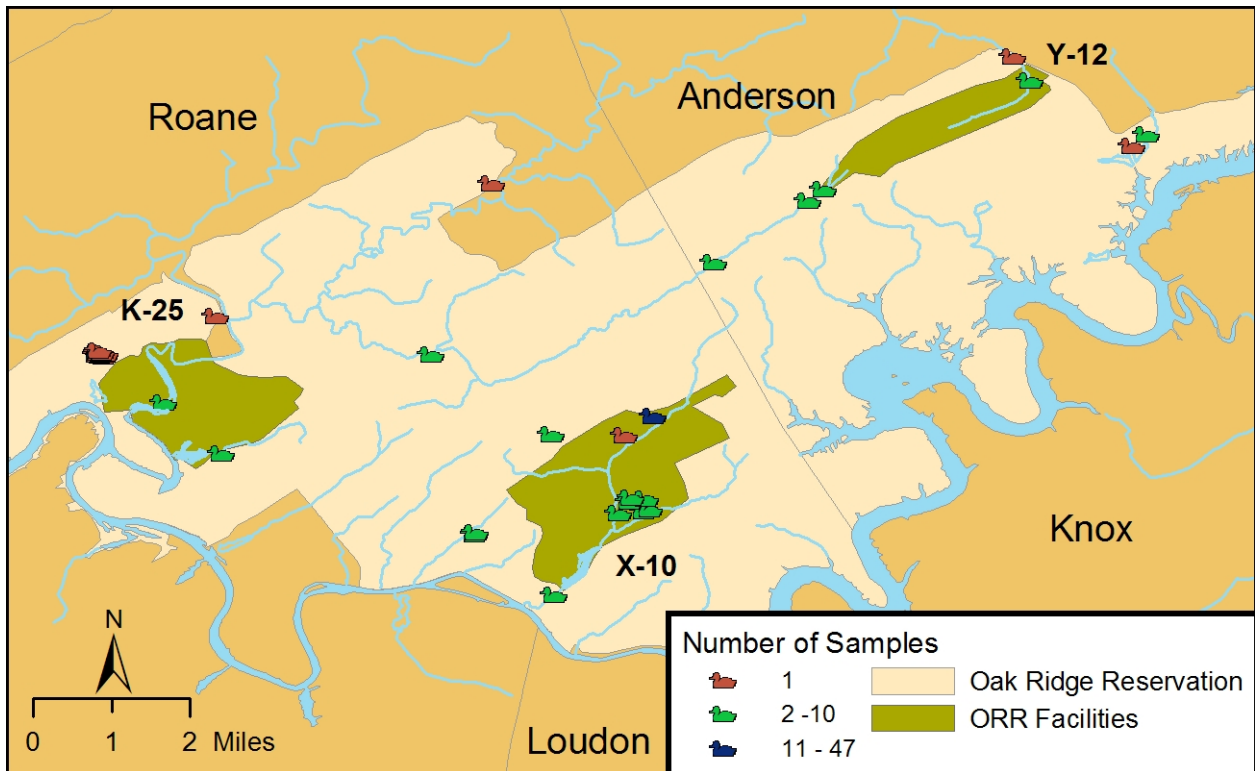 Y-12
Anderson
Roane
K-25
Knox
X-10
N
0 1 2 Miles
Loudon
Number of Samples
1
2 -10
11 - 47
Oak Ridge Reservation
ORR Facilities